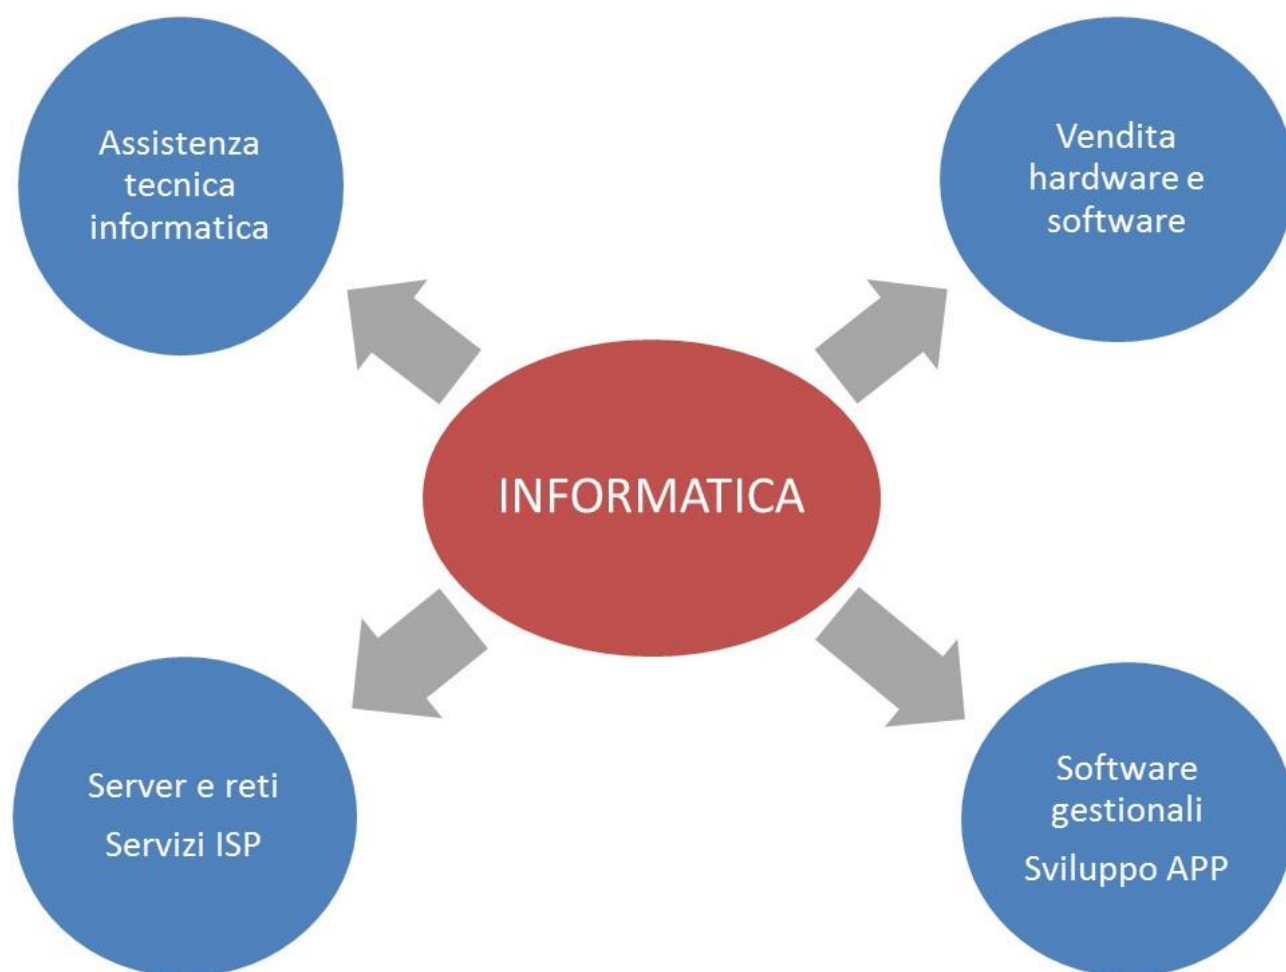 Assistenza
tecnica
informatica
Vendita
hardware e
software
INFORMATICA
Server e reti
Servizi ISP
Software
gestionali
Sviluppo APP